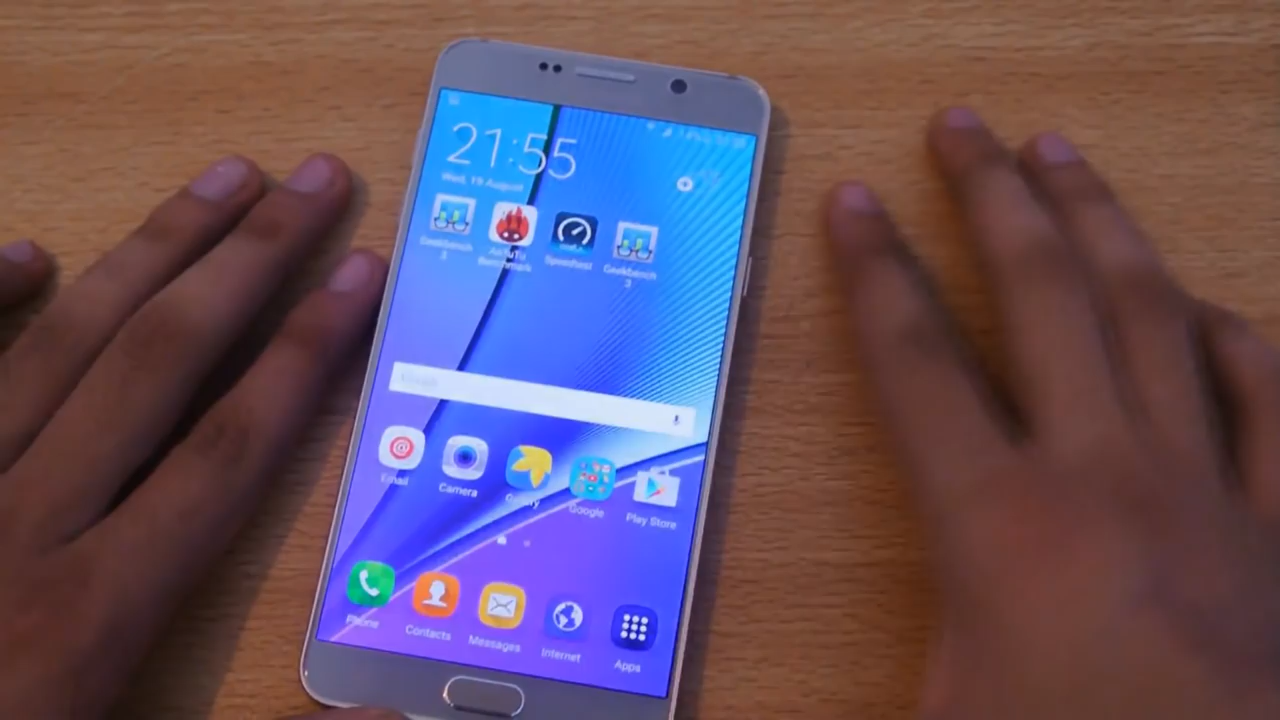 21:55
Wed, 19 August
Geekbench
3
AnTuTu
Benchmark
Speedtest
Geekbench
3
Google
Email
Camera
Gallery
Google
Play Store
Phone
Contacts
Messages
Internet
Apps